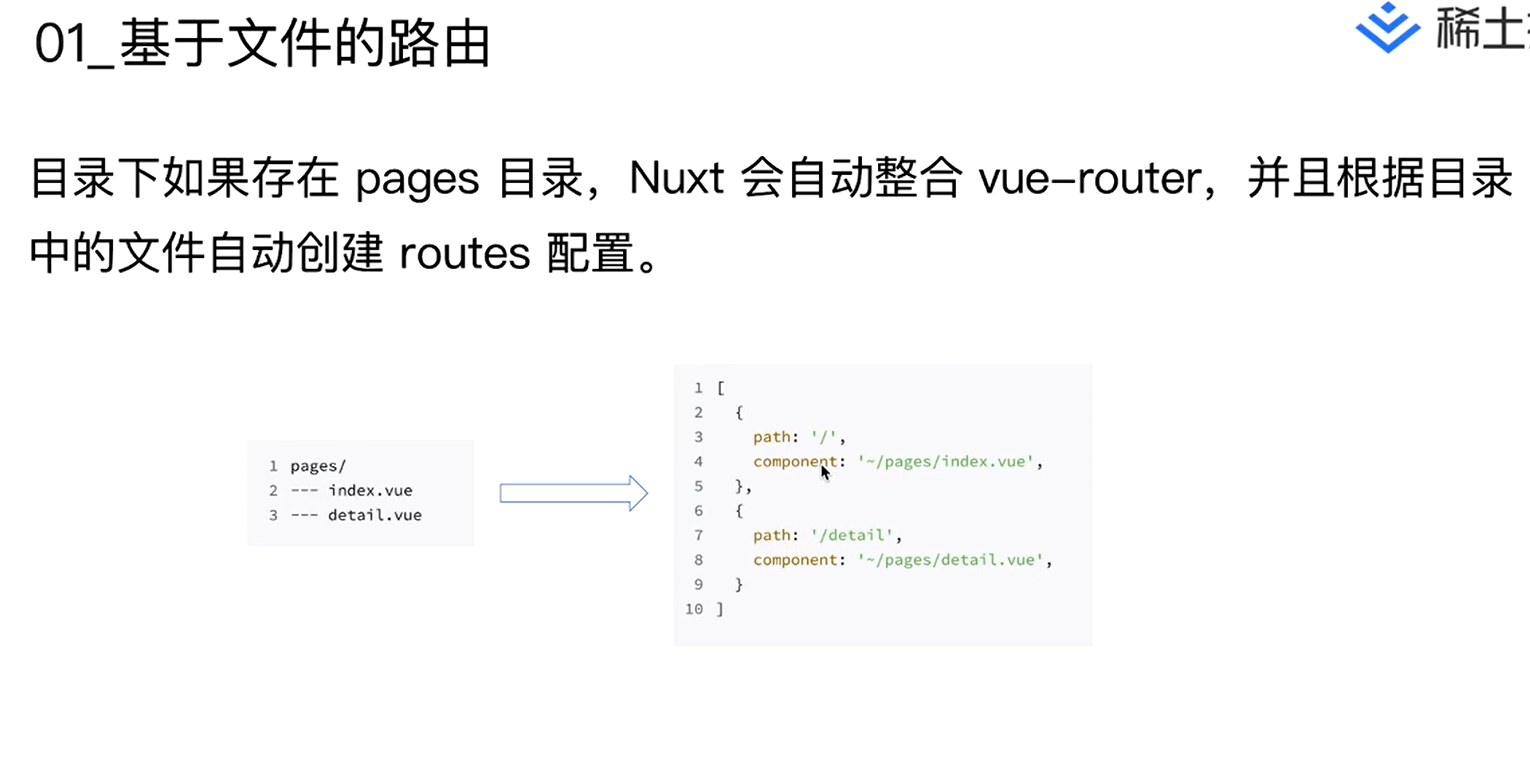 01_基于文件的路由
稀土
目录下如果存在 pages 目录，Nuxt 会自动整合 vue-router，并且根据目录
中的文件自动创建 routes 配置。
1 pages/
2 --- index.vue
3 --- detail.vue
1 [
2 {
3 path: '/',
4 component: '~/pages/index.vue',
5 },
6 {
7 path: '/detail',
8 component: '~/pages/detail.vue',
9 }
10 ]